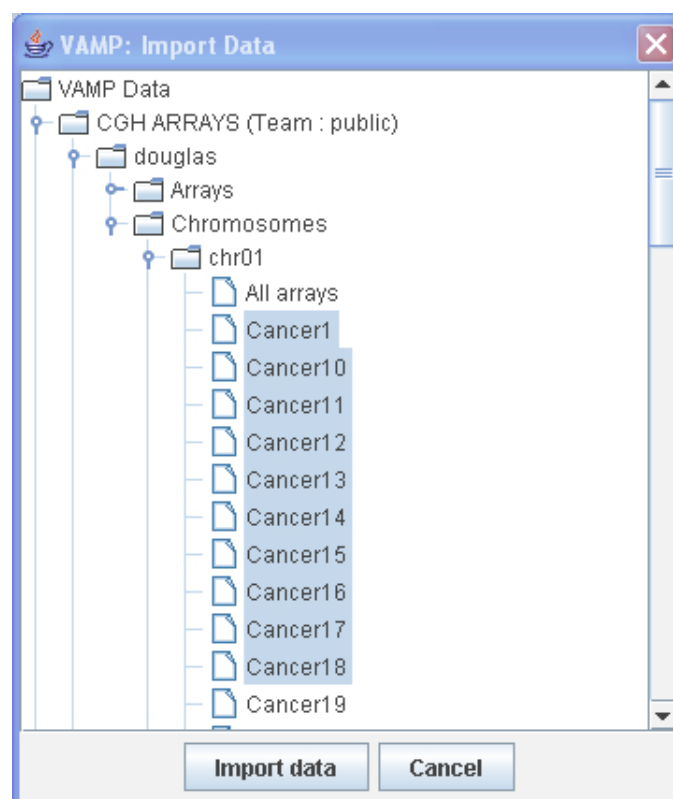 VAMP: Import Data
VAMP Data
CGH ARRAYS (Team : public)
douglas
Arrays
Chromosomes
chr01
All arrays
Cancer1
Cancer10
Cancer11
Cancer12
Cancer13
Cancer14
Cancer15
Cancer16
Cancer17
Cancer18
Cancer19
Import data Cancel